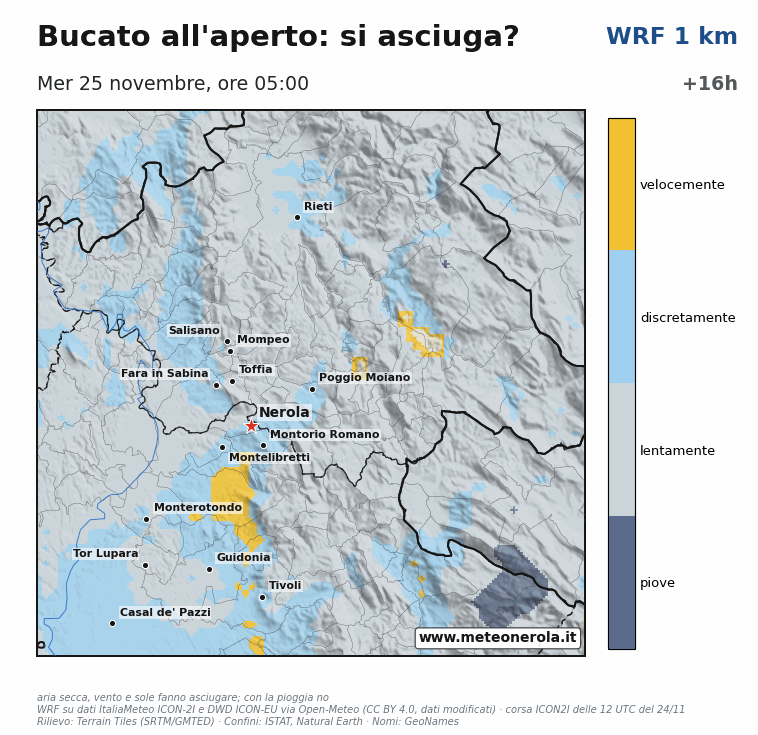 Bucato all'aperto: si asciuga?
WRF 1 km
Mer 25 novembre, ore 05:00
+16h
velocemente
Rieti
discretamente
Salisano
Mompeo
Toffia
Fara in Sabina
Poggio Moiano
Nerola
Montorio Romano
lentamente
Montelibretti
Monterotondo
Tor Lupara
Guidonia
piove
Tivoli
Casal de' Pazzi
www.meteonerola.it
aria secca, vento e sole fanno asciugare; con la pioggia no
WRF su dati ItaliaMeteo ICON-2I e DWD ICON-EU via Open-Meteo (CC BY 4.0, dati modificati) · corsa ICON2I delle 12 UTC del 24/11
Rilievo: Terrain Tiles (SRTM/GMTED) · Confini: ISTAT, Natural Earth · Nomi: GeoNames